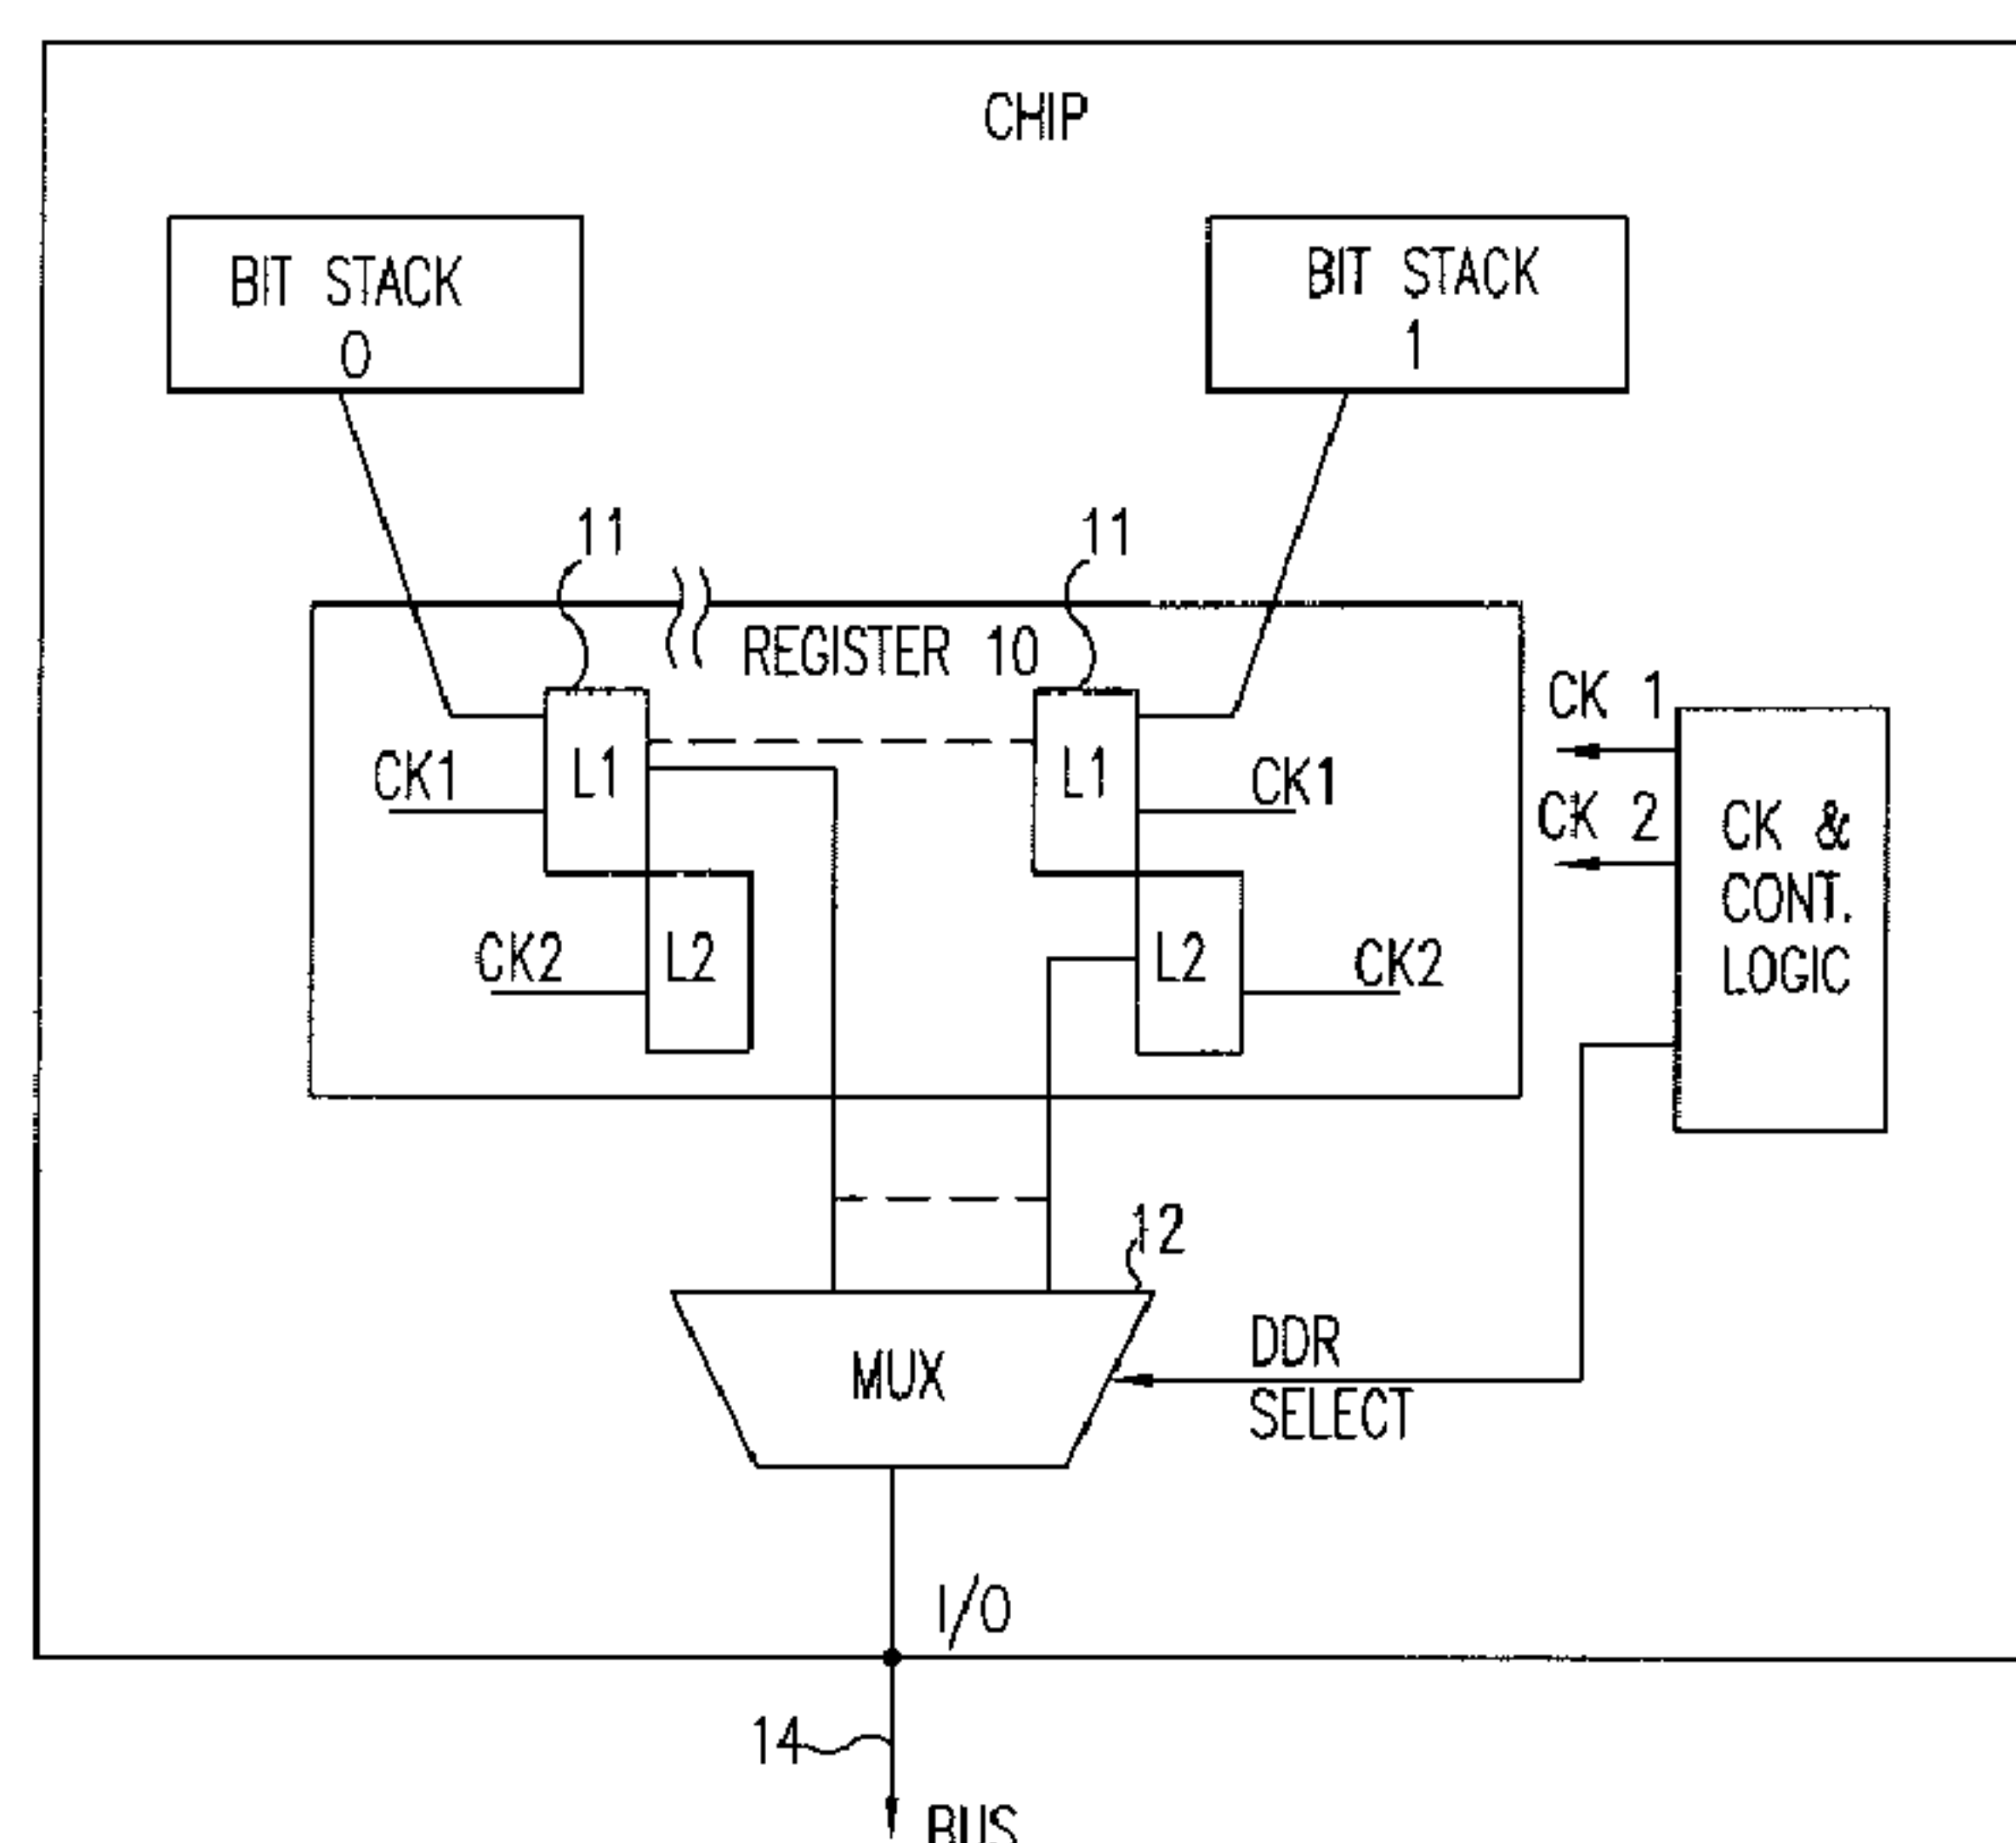 CHIP
BIT STACK
0
BIT STACK
1
11
11
REGISTER 10
CK 1
CK1
L1
L1
CK1
CK 2
CK &
CONT.
LOGIC
CK2
L2
L2
CK2
12
MUX
DDR
SELECT
I/O
14
BUS